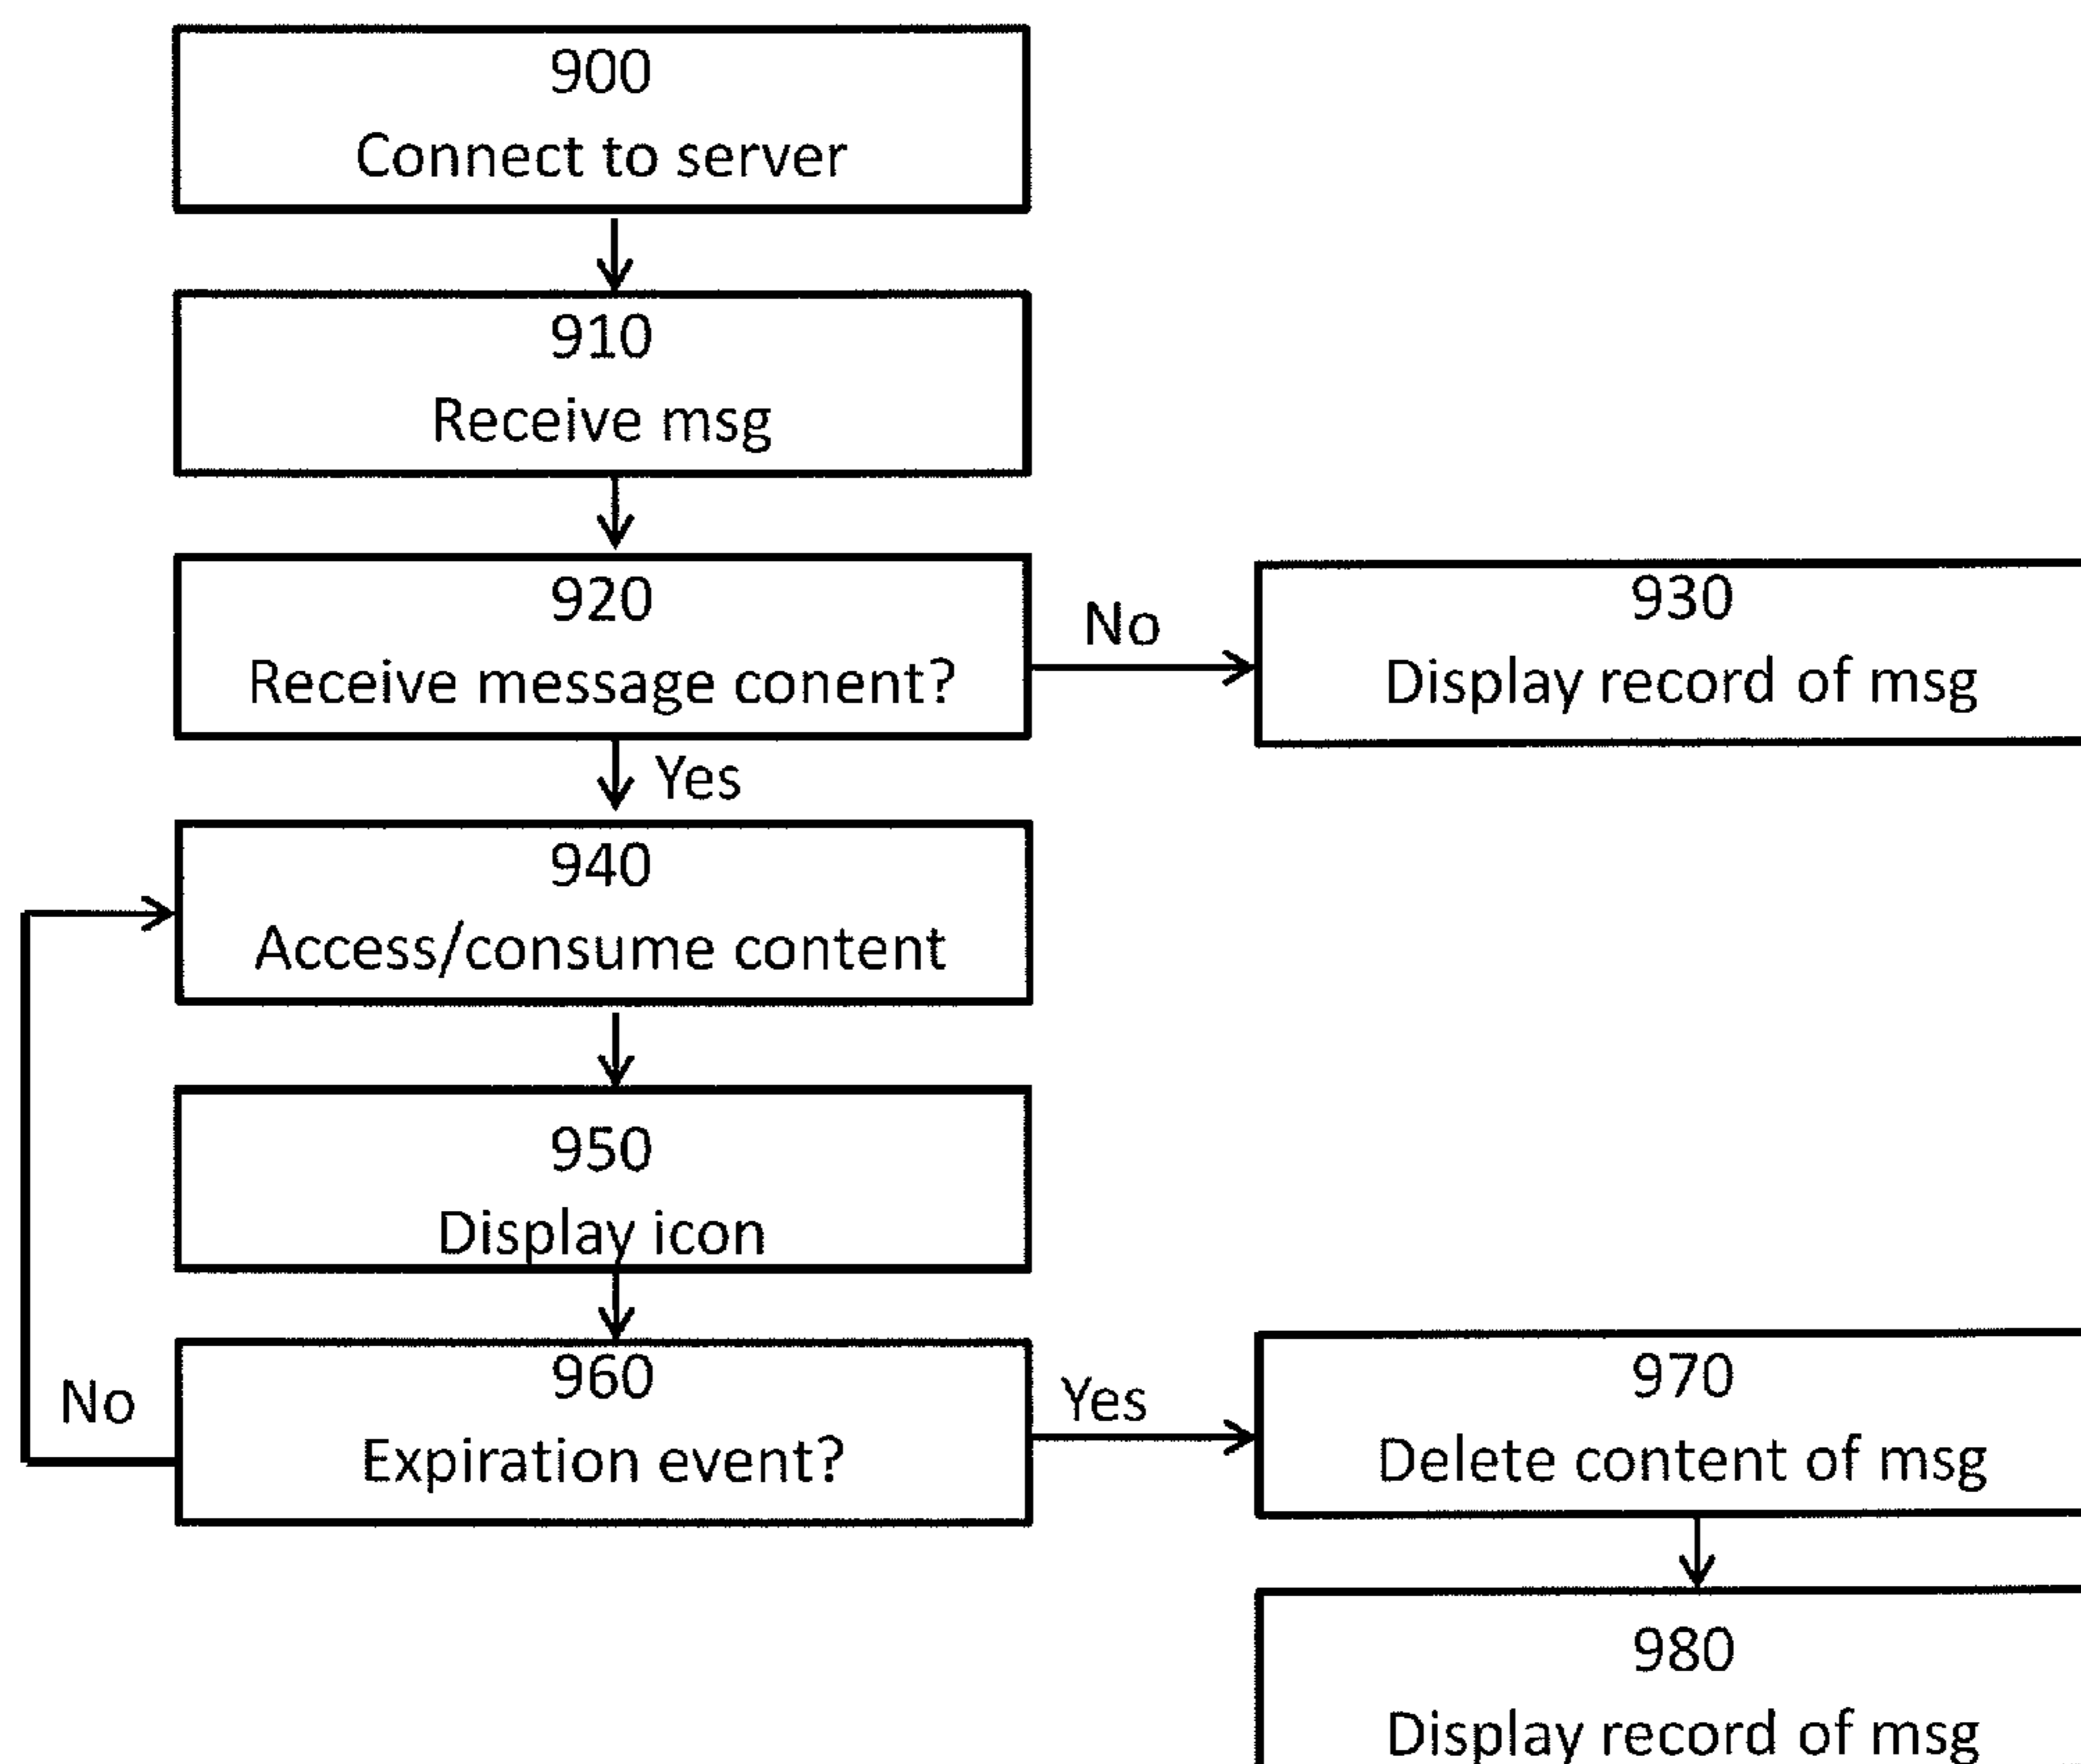 900
Connect to server
910
Receive msg
920
Receive message conent?
No
930
Display record of msg
Yes
940
Access/consume content
950
Display icon
960
Expiration event?
No
Yes
970
Delete content of msg
980
Display record of msg